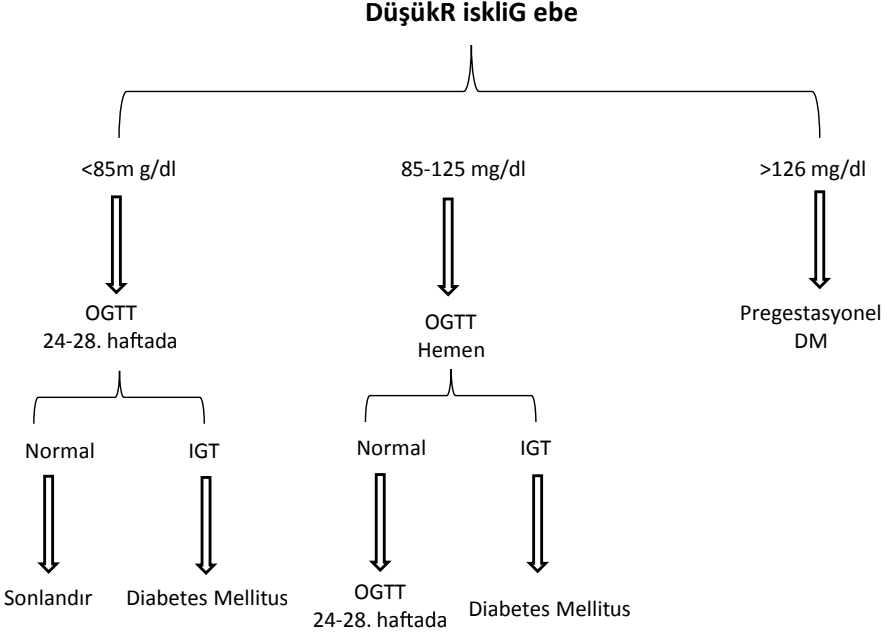 DüşükR iskliG ebe
<85m g/dl
85-125 mg/dl
>126 mg/dl
OGTT
24-28. haftada
OGTT
Hemen
Pregestasyonel
DM
Normal
IGT
Normal
IGT
Sonlandır
Diabetes Mellitus
OGTT
24-28. haftada
Diabetes Mellitus